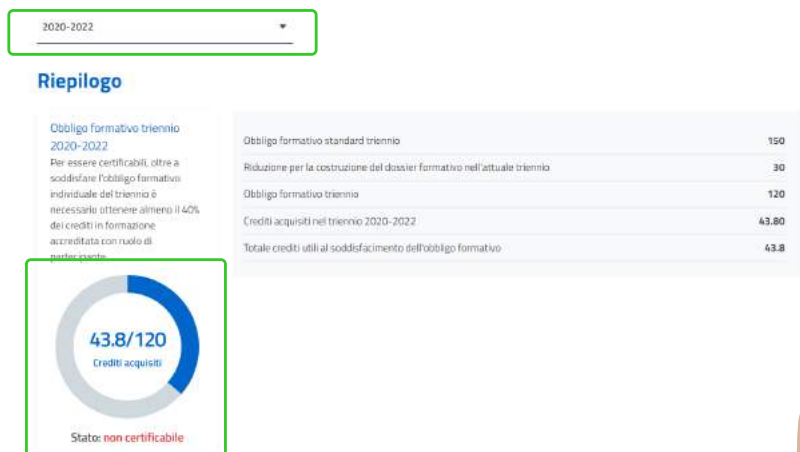 2020-2022
Riepilogo
Obbligo formativo triennio
2020-2022
Per essere certificabili, oltre a
soddisfare l'obbligo formativo
individuale del triennio è
necessario ottenere almeno il 40%
dei crediti in formazione
accreditata con ruolo di
partecipante
Obbligo formativo standard triennio 150
Riduzione per la costruzione del dossier formativo nell'attuale triennio 30
Obbligo formativo triennio 120
Crediti acquisiti nel triennio 2020-2022 43.80
Totale crediti utili al soddisfacimento dell'obbligo formativo 43.8
43.8/120
Crediti acquisiti
Stato: non certificabile